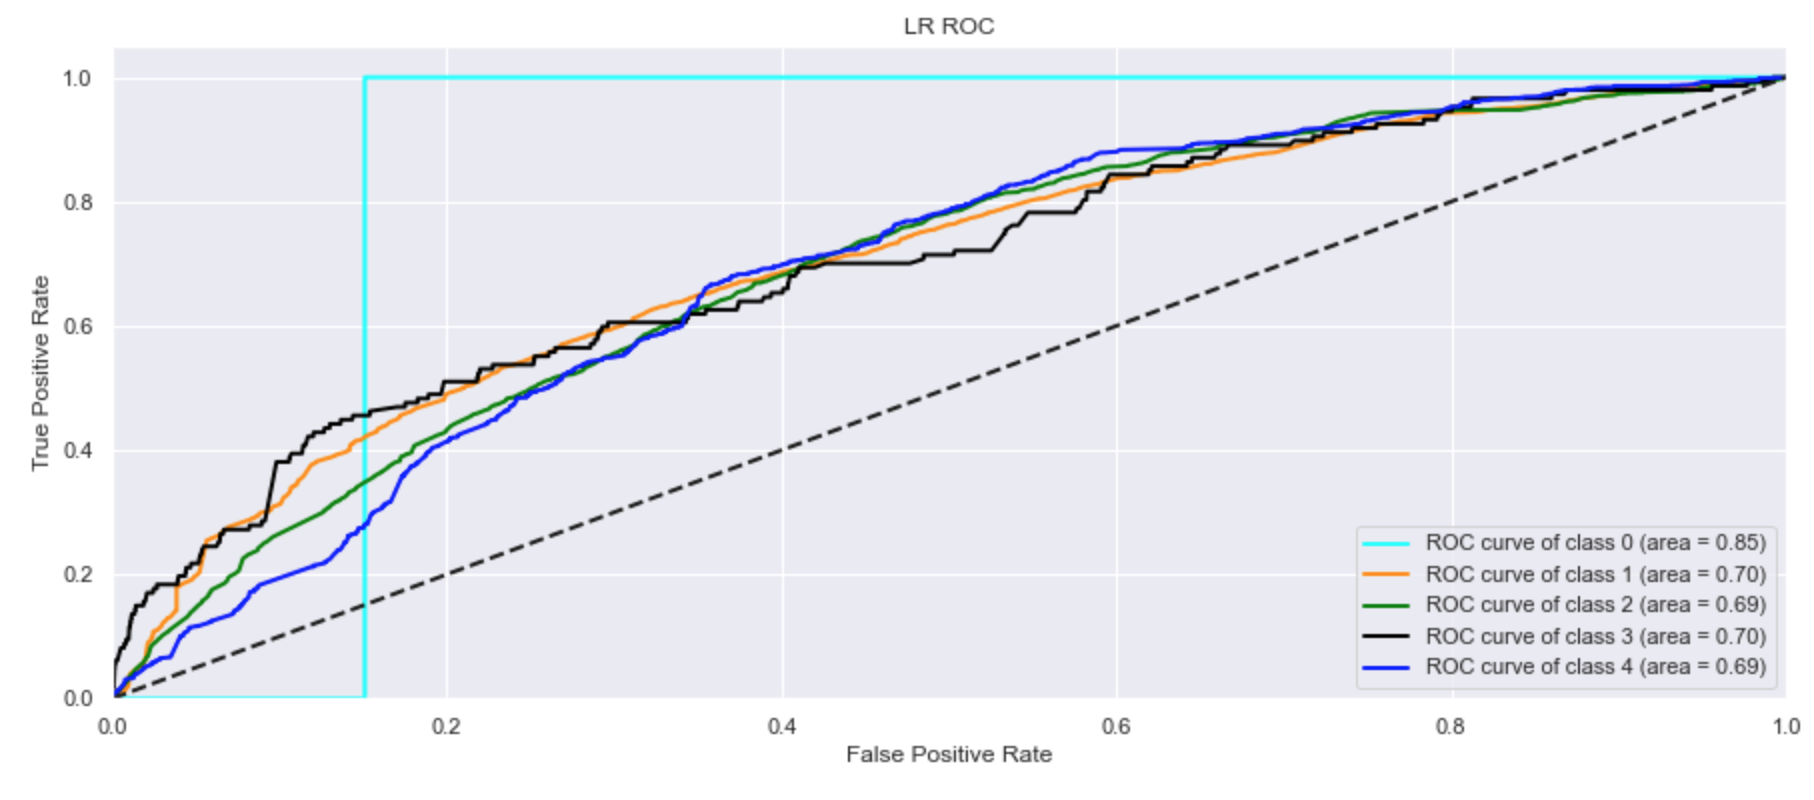 LR ROC
1.0
0.8
0.6
0.4
0.2
0.0
True Positive Rate
ROC curve of class 0 (area = 0.85)
ROC curve of class 1 (area = 0.70)
ROC curve of class 2 (area = 0.69)
ROC curve of class 3 (area = 0.70)
ROC curve of class 4 (area = 0.69)
0.0 0.2 0.4 0.6 0.8 1.0
False Positive Rate